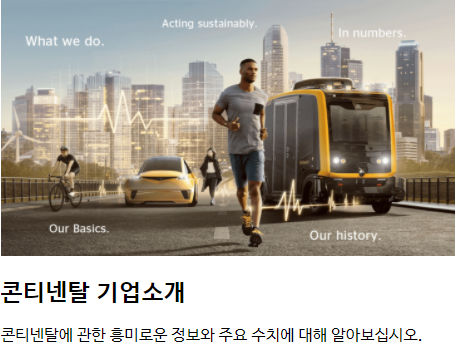 Acting sustainably.
What we do.
In numbers.
Our Basics.
Our history.
콘티넨탈 기업소개
콘티넨탈에 관한 흥미로운 정보와 주요 수치에 대해 알아보십시오.